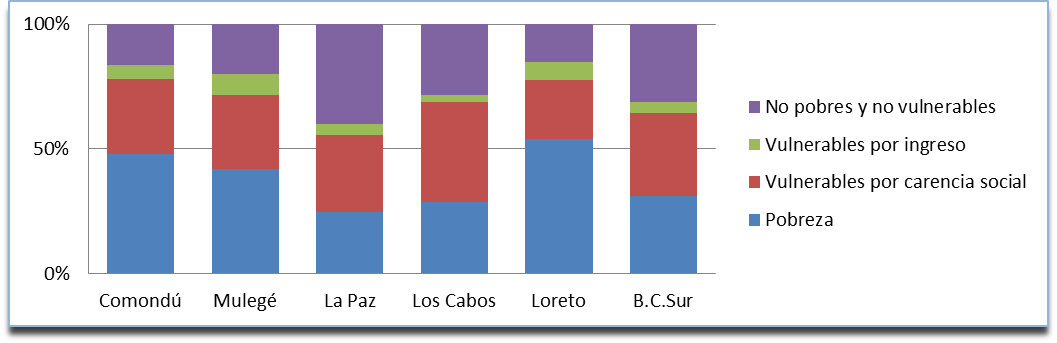 100%
50%
0%
Comondú Mulegé La Paz Los Cabos Loreto B.C.Sur
No pobres y no vulnerables
Vulnerables por ingreso
Vulnerables por carencia social
Pobreza